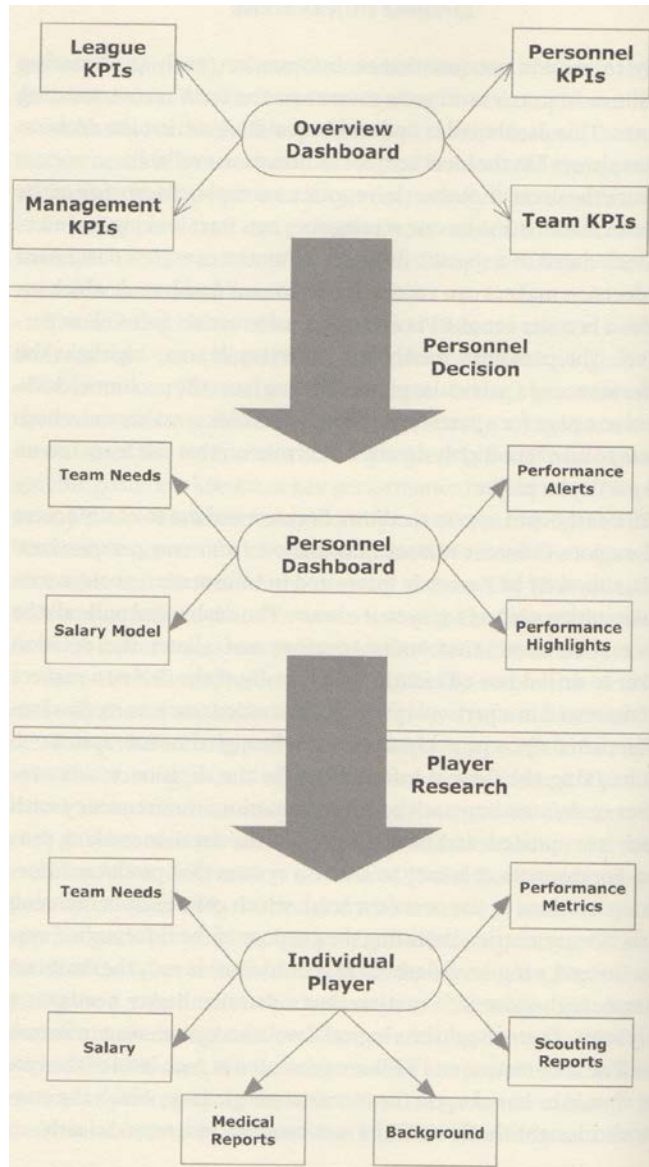 League
KPIs
Personnel
KPIs
Overview
Dashboard
Management
KPIs
Team KPIs
Personnel
Decision
Team Needs
Performance
Alerts
Personnel
Dashboard
Salary Model
Performance
Highlights
Player
Research
Team Needs
Performance
Metrics
Individual
Player
Salary
Scouting
Reports
Medical
Reports
Background